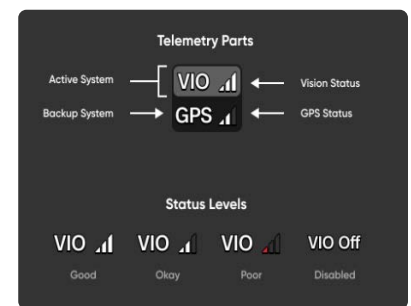 Telemetry Parts
Active System VIO Vision Status
Backup System GPS GPS Status
Status Levels
VIO VIO VIO VIO Off
Good Okay Poor Disabled